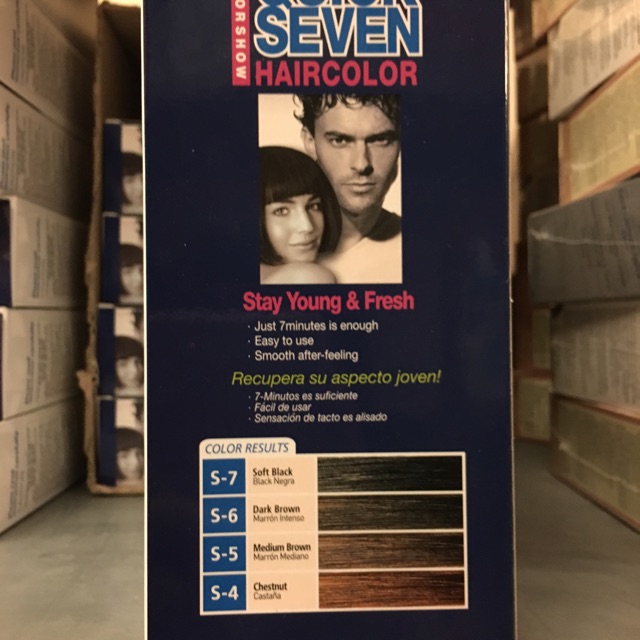 ORSHOW
QUICK
SEVEN
HAIRCOLOR
Stay Young & Fresh
· Just 7minutes is enough
· Easy to use
· Smooth after-feeling
Recupera su aspecto joven!
· 7-Minutos es suficiente
· Fácil de usar
· Sensación de tacto es alisado
COLOR RESULTS
S-7 Soft Black
Black Negra
S-6 Dark Brown
Marrón Intenso
S-5 Medium Brown
Marrón Mediano
S-4 Chestnut
Castaña